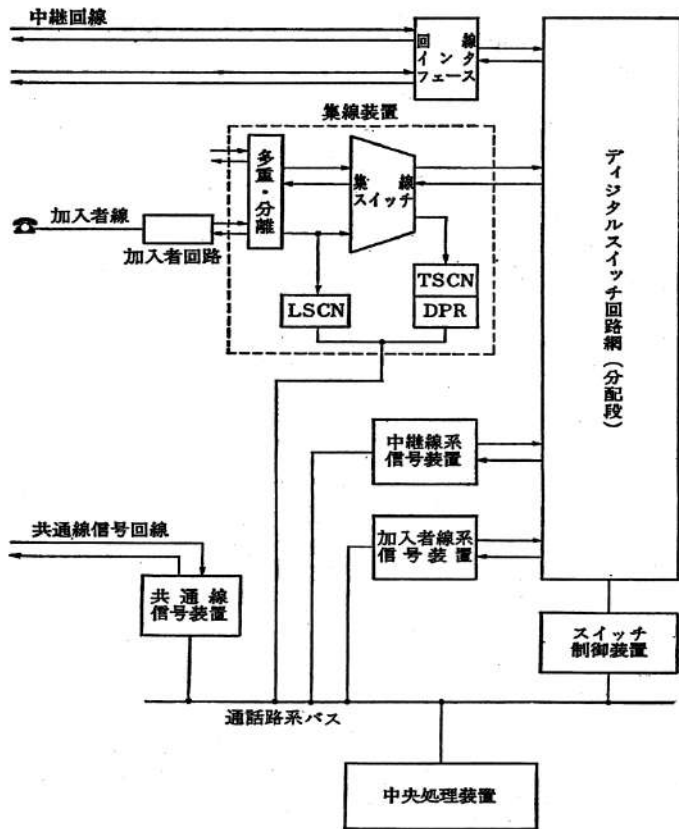 中継回線
回線
インタ
フェース
集線装置
多重・分離
集線
スイッチ
加入者線
加入者回路
TSCN
DPR
LSCN
ディジタルスイッチ回路網(分配段)
中継線系
信号装置
加入者線系
信号装置
共通線信号回線
共通線
信号装置
スイッチ
制御装置
通話路系バス
中央処理装置